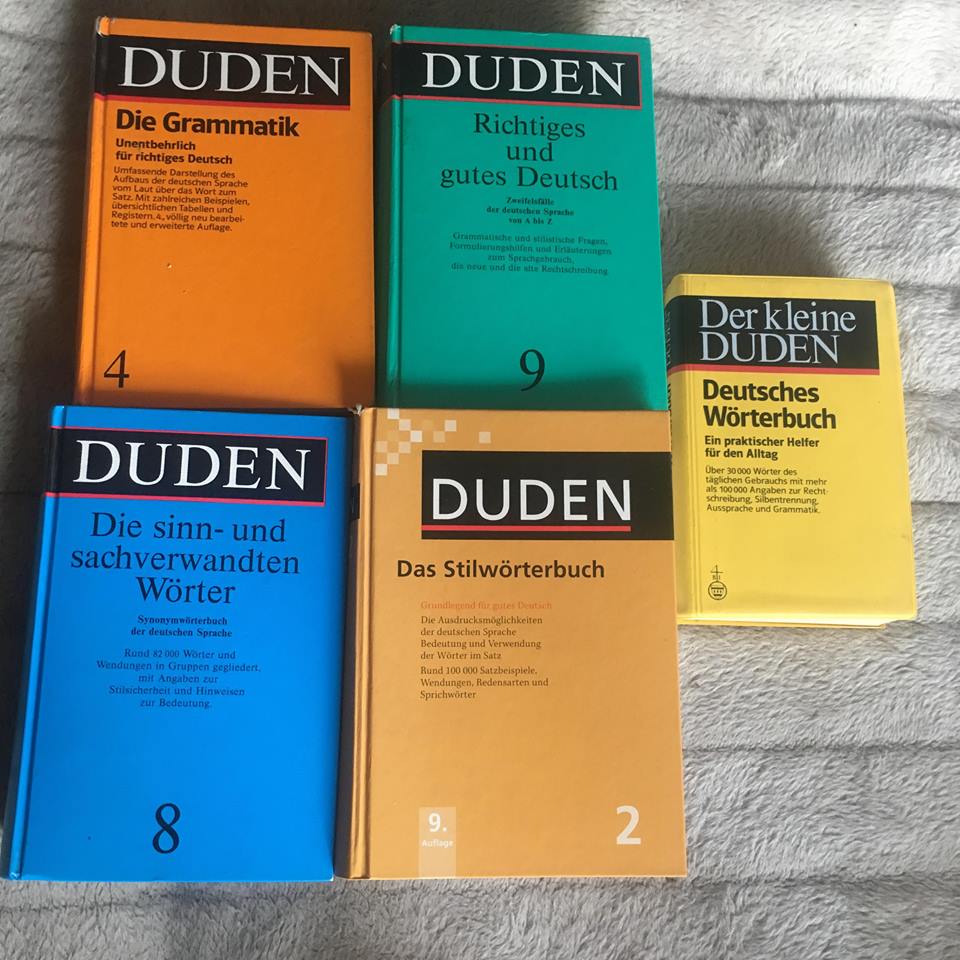 DUDEN
Die Grammatik
Unentbehrlich
für richtiges Deutsch
Umfassende Darstellung des
Aufbaus der deutschen Sprache
vom Laut über das Wort zum
Satz. Mit zahlreichen Beispielen,
übersichtlichen Tabellen und
Registern. 4., völlig neu bearbei-
tete und erweiterte Auflage.
4
DUDEN
Richtiges
und
gutes Deutsch
Zweifelsfälle
der deutschen Sprache
von A bis Z
Grammatische und stilistische Fragen,
Formulierungshilfen und Erläuterungen
zum Sprachgebrauch,
die neue und die alte Rechtschreibung
9
Der kleine
DUDEN
Deutsches
Wörterbuch
Ein praktischer Helfer
für den Alltag
Über 30 000 Wörter des
täglichen Gebrauchs mit mehr
als 100 000 Angaben zur Recht-
schreibung, Silbentrennung,
Aussprache und Grammatik.
DUDEN
Die sinn- und
sachverwandten
Wörter
Synonymwörterbuch
der deutschen Sprache
Rund 82 000 Wörter und
Wendungen in Gruppen gegliedert,
mit Angaben zur
Stilsicherheit und Hinweisen
zur Bedeutung.
8
DUDEN
Das Stilwörterbuch
Grundlegend für gutes Deutsch
Die Ausdrucksmöglichkeiten
der deutschen Sprache
Bedeutung und Verwendung
der Wörter im Satz
Rund 100 000 Satzbeispiele,
Wendungen, Redensarten und
Sprichwörter
9.
Auflage
2